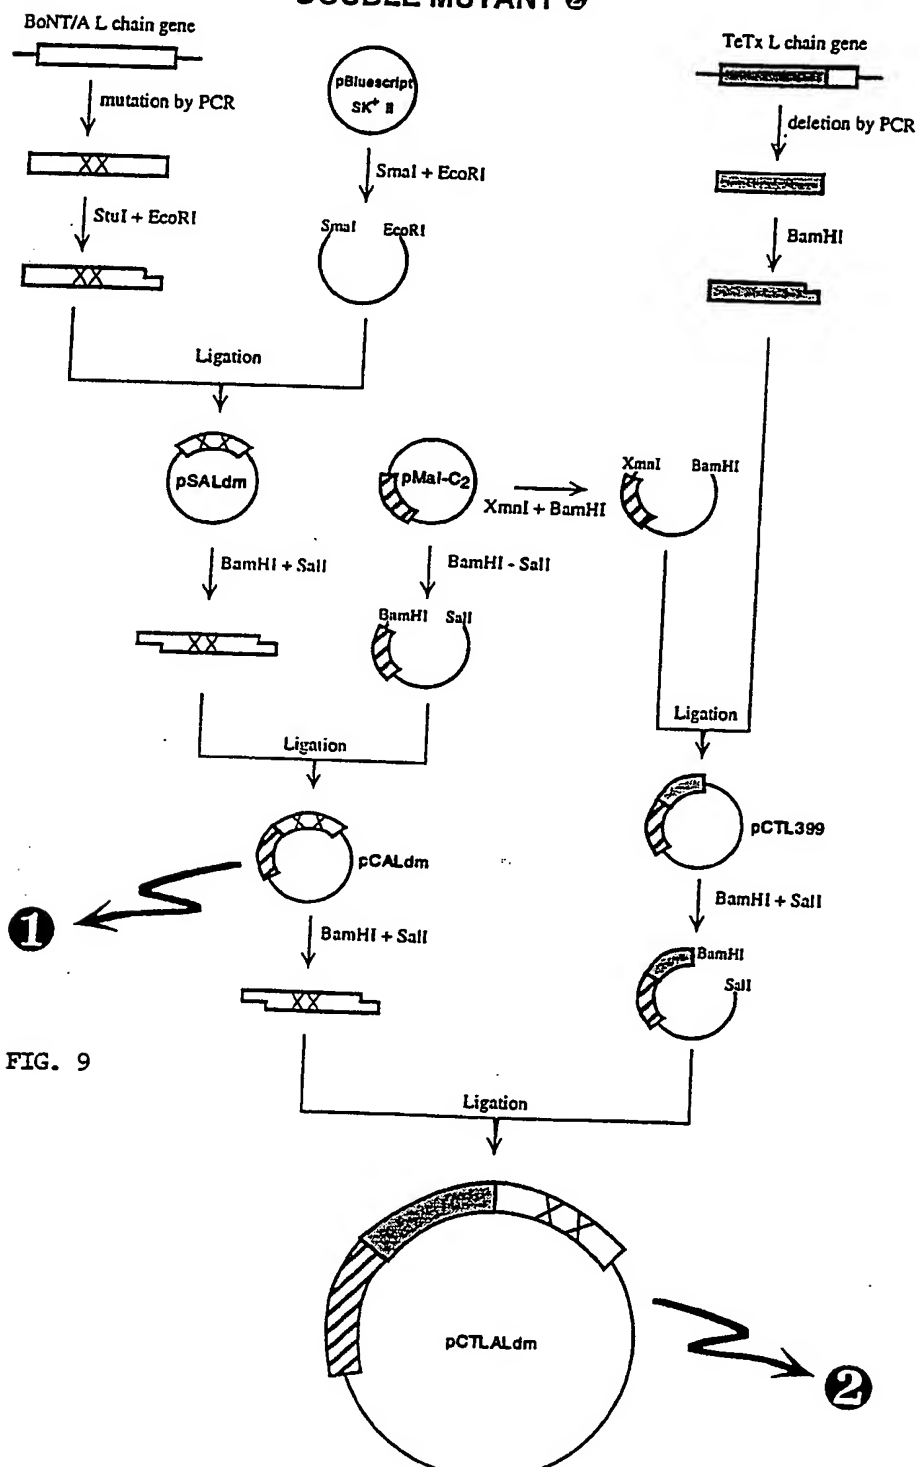 DOUBLE MUTANT ❷
BoNT/A L chain gene
TeTx L chain gene
pBluescript
SK+ II
mutation by PCR
deletion by PCR
SmaI + EcoRI
StuI + EcoRI
SmaI EcoRI
BamHI
Ligation
pSALdm
pMal-C2
XmnI BamHI
XmnI + BamHI
BamHI + SalI
BamHI - SalI
BamHI SalI
Ligation
Ligation
pCALdm
pCTL399
❶
BamHI + SalI
BamHI + SalI
BamHI
SalI
FIG. 9
Ligation
pCTLALdm
❷